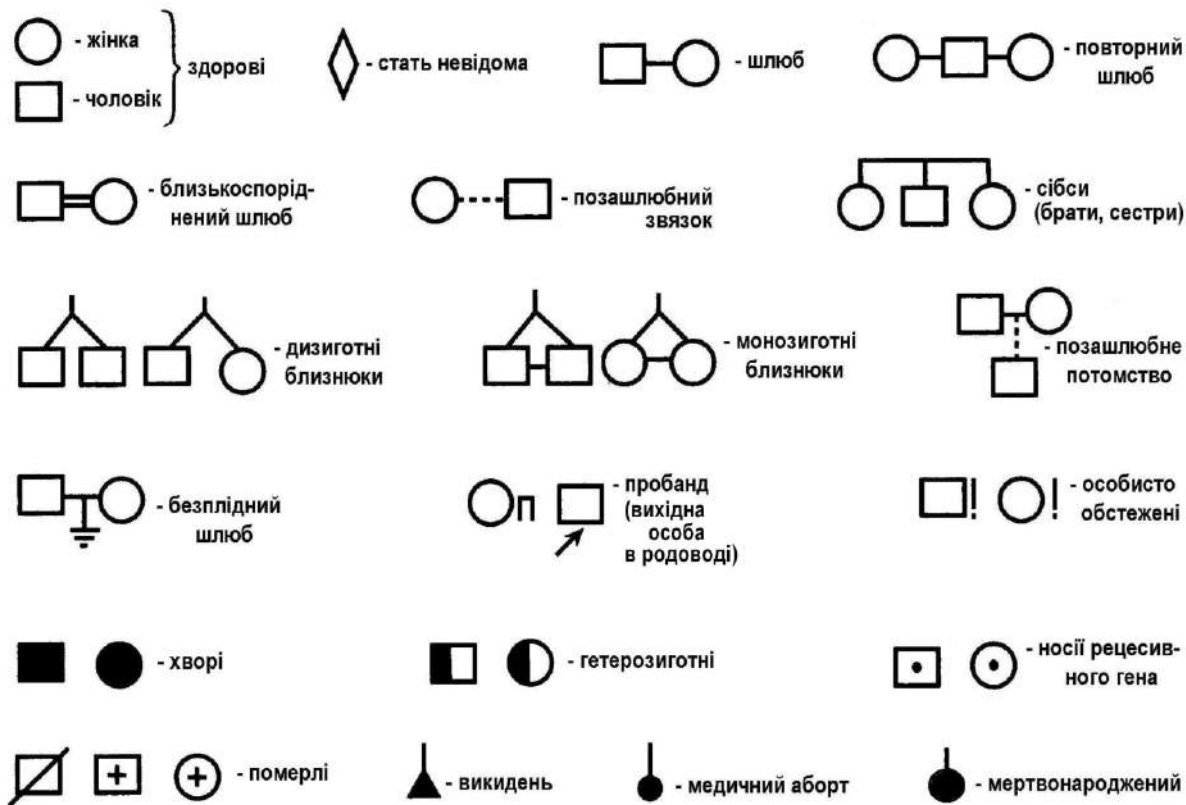 - жінка
- чоловік
здорові
- стать невідома
- шлюб
- повторний
шлюб
- близькоспорід-
нений шлюб
- позашлюбний
звязок
- сібси
(брати, сестри)
- дизиготні
близнюки
- монозиготні
близнюки
- позашлюбне
потомство
- безплідний
шлюб
п
- пробанд
(вихідна
особа
в родоводі)
! !
- особисто
обстежені
- хворі
- гетерозиготні
- носії рецесив-
ного гена
+ +
- померлі
- викидень
- медичний аборт
- мертвонароджений